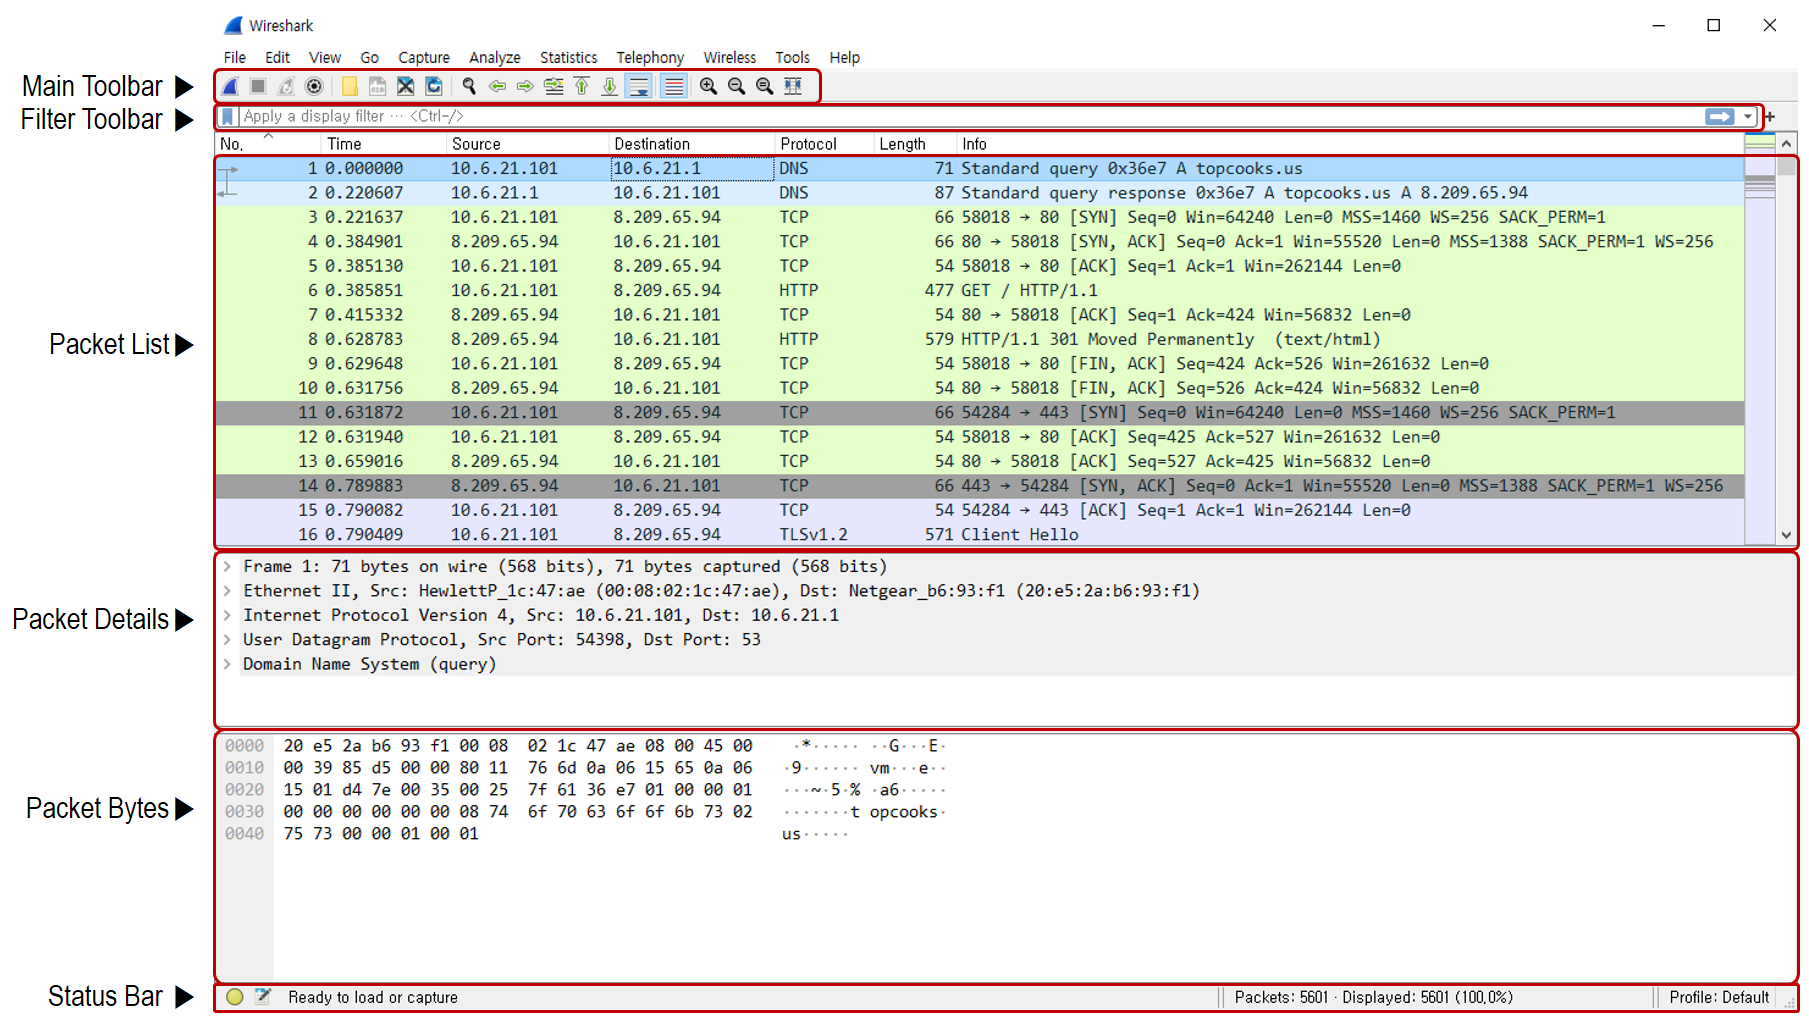 Wireshark
File Edit View Go Capture Analyze Statistics Telephony Wireless Tools Help
Main Toolbar ▶
Filter Toolbar ▶ Apply a display filter ··· <Ctrl-/> +
No. Time Source Destination Protocol Length Info
1 0.000000 10.6.21.101 10.6.21.1 DNS 71 Standard query 0x36e7 A topcooks.us
2 0.220607 10.6.21.1 10.6.21.101 DNS 87 Standard query response 0x36e7 A topcooks.us A 8.209.65.94
3 0.221637 10.6.21.101 8.209.65.94 TCP 66 58018 → 80 [SYN] Seq=0 Win=64240 Len=0 MSS=1460 WS=256 SACK_PERM=1
4 0.384901 8.209.65.94 10.6.21.101 TCP 66 80 → 58018 [SYN, ACK] Seq=0 Ack=1 Win=55520 Len=0 MSS=1388 SACK_PERM=1 WS=256
5 0.385130 10.6.21.101 8.209.65.94 TCP 54 58018 → 80 [ACK] Seq=1 Ack=1 Win=262144 Len=0
6 0.385851 10.6.21.101 8.209.65.94 HTTP 477 GET / HTTP/1.1
7 0.415332 8.209.65.94 10.6.21.101 TCP 54 80 → 58018 [ACK] Seq=1 Ack=424 Win=56832 Len=0
Packet List ▶
8 0.628783 8.209.65.94 10.6.21.101 HTTP 579 HTTP/1.1 301 Moved Permanently (text/html)
9 0.629648 10.6.21.101 8.209.65.94 TCP 54 58018 → 80 [FIN, ACK] Seq=424 Ack=526 Win=261632 Len=0
10 0.631756 8.209.65.94 10.6.21.101 TCP 54 80 → 58018 [FIN, ACK] Seq=526 Ack=424 Win=56832 Len=0
11 0.631872 10.6.21.101 8.209.65.94 TCP 66 54284 → 443 [SYN] Seq=0 Win=64240 Len=0 MSS=1460 WS=256 SACK_PERM=1
12 0.631940 10.6.21.101 8.209.65.94 TCP 54 58018 → 80 [ACK] Seq=425 Ack=527 Win=261632 Len=0
13 0.659016 8.209.65.94 10.6.21.101 TCP 54 80 → 58018 [ACK] Seq=527 Ack=425 Win=56832 Len=0
14 0.789883 8.209.65.94 10.6.21.101 TCP 66 443 → 54284 [SYN, ACK] Seq=0 Ack=1 Win=55520 Len=0 MSS=1388 SACK_PERM=1 WS=256
15 0.790082 10.6.21.101 8.209.65.94 TCP 54 54284 → 443 [ACK] Seq=1 Ack=1 Win=262144 Len=0
16 0.790409 10.6.21.101 8.209.65.94 TLSv1.2 571 Client Hello
> Frame 1: 71 bytes on wire (568 bits), 71 bytes captured (568 bits)
> Ethernet II, Src: HewlettP_1c:47:ae (00:08:02:1c:47:ae), Dst: Netgear_b6:93:f1 (20:e5:2a:b6:93:f1)
Packet Details ▶
> Internet Protocol Version 4, Src: 10.6.21.101, Dst: 10.6.21.1
> User Datagram Protocol, Src Port: 54398, Dst Port: 53
> Domain Name System (query)
0000 20 e5 2a b6 93 f1 00 08 02 1c 47 ae 08 00 45 00 ·*····· ··G···E·
0010 00 39 85 d5 00 00 80 11 76 6d 0a 06 15 65 0a 06 ·9······ vm···e··
0020 15 01 d4 7e 00 35 00 25 7f 61 36 e7 01 00 00 01 ···~·5·% ·a6·····
Packet Bytes ▶
0030 00 00 00 00 00 00 08 74 6f 70 63 6f 6f 6b 73 02 ·······t opcooks·
0040 75 73 00 00 01 00 01 us·····
Status Bar ▶ Ready to load or capture Packets: 5601 · Displayed: 5601 (100.0%) Profile: Default